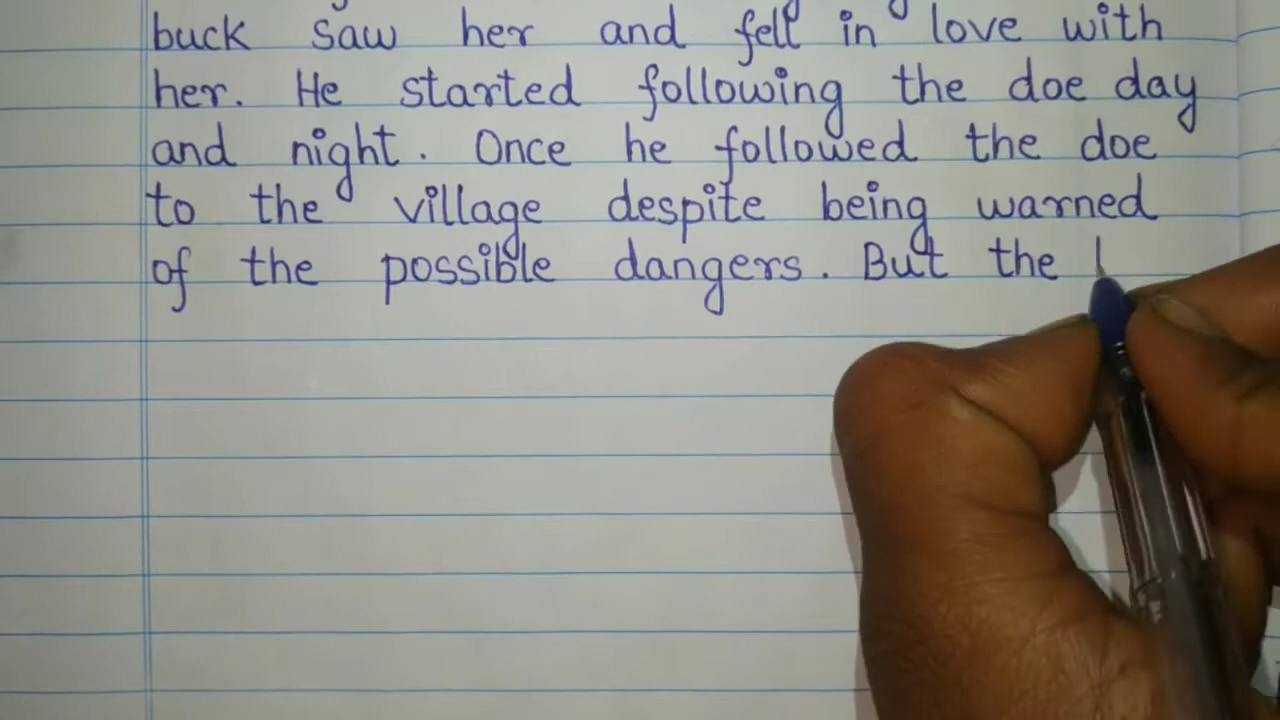 buck saw her and fell in love with
her. He started following the doe day
and night. Once he followed the doe
to the village despite being warned
of the possible dangers. But the